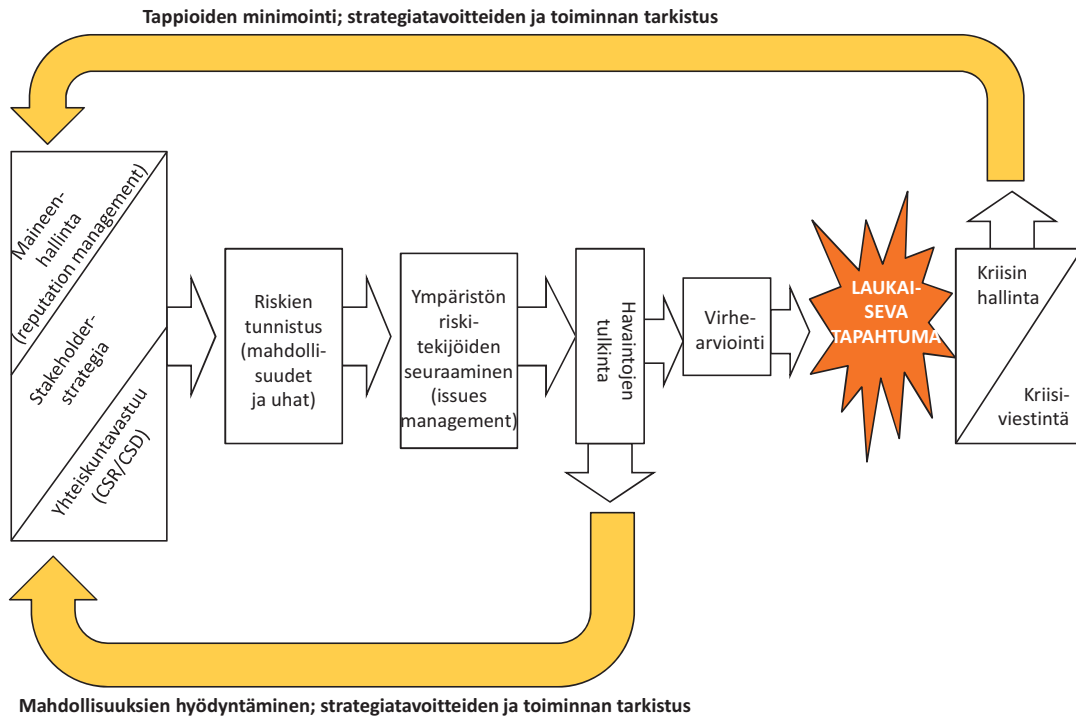 Tappioiden minimointi; strategiatavoitteiden ja toiminnan tarkistus
Maineen-
hallinta
(reputation management)
Stakeholder-
strategia
Yhteiskuntavastuu
(CSR/CSD)
Riskien
tunnistus
(mahdolli-
suudet
ja uhat)
Ympäristön
riski-
tekijöiden
seuraaminen
(issues
management)
Havaintojen
tulkinta
Virhe-
arviointi
LAUKAI-
SEVA
TAPAHTUMA
Kriisin
hallinta
Kriisi-
viestintä
Mahdollisuuksien hyödyntäminen; strategiatavoitteiden ja toiminnan tarkistus